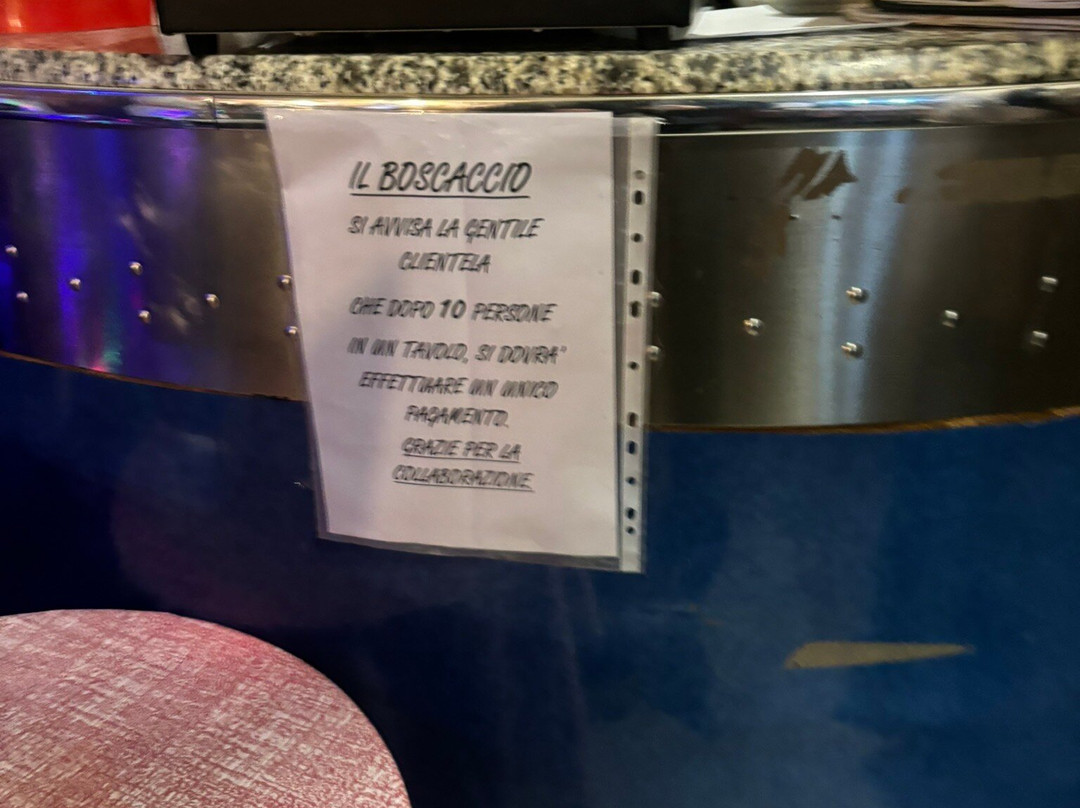 IL BOSCACCIO
SI AVVISA LA GENTILE
CLIENTELA
CHE DOPO 10 PERSONE
IN UN TAVOLO, SI DOVRA'
EFFETTUARE UN UNICO
PAGAMENTO.
GRAZIE PER LA
COLLABORAZIONE